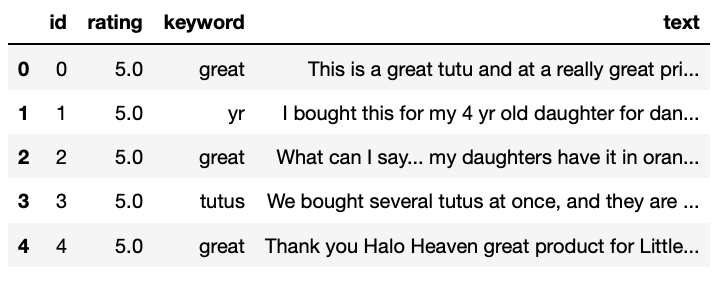 id rating keyword text
0 0 5.0 great This is a great tutu and at a really great pri...
1 1 5.0 yr I bought this for my 4 yr old daughter for dan...
2 2 5.0 great What can I say... my daughters have it in oran...
3 3 5.0 tutus We bought several tutus at once, and they are ...
4 4 5.0 great Thank you Halo Heaven great product for Little...